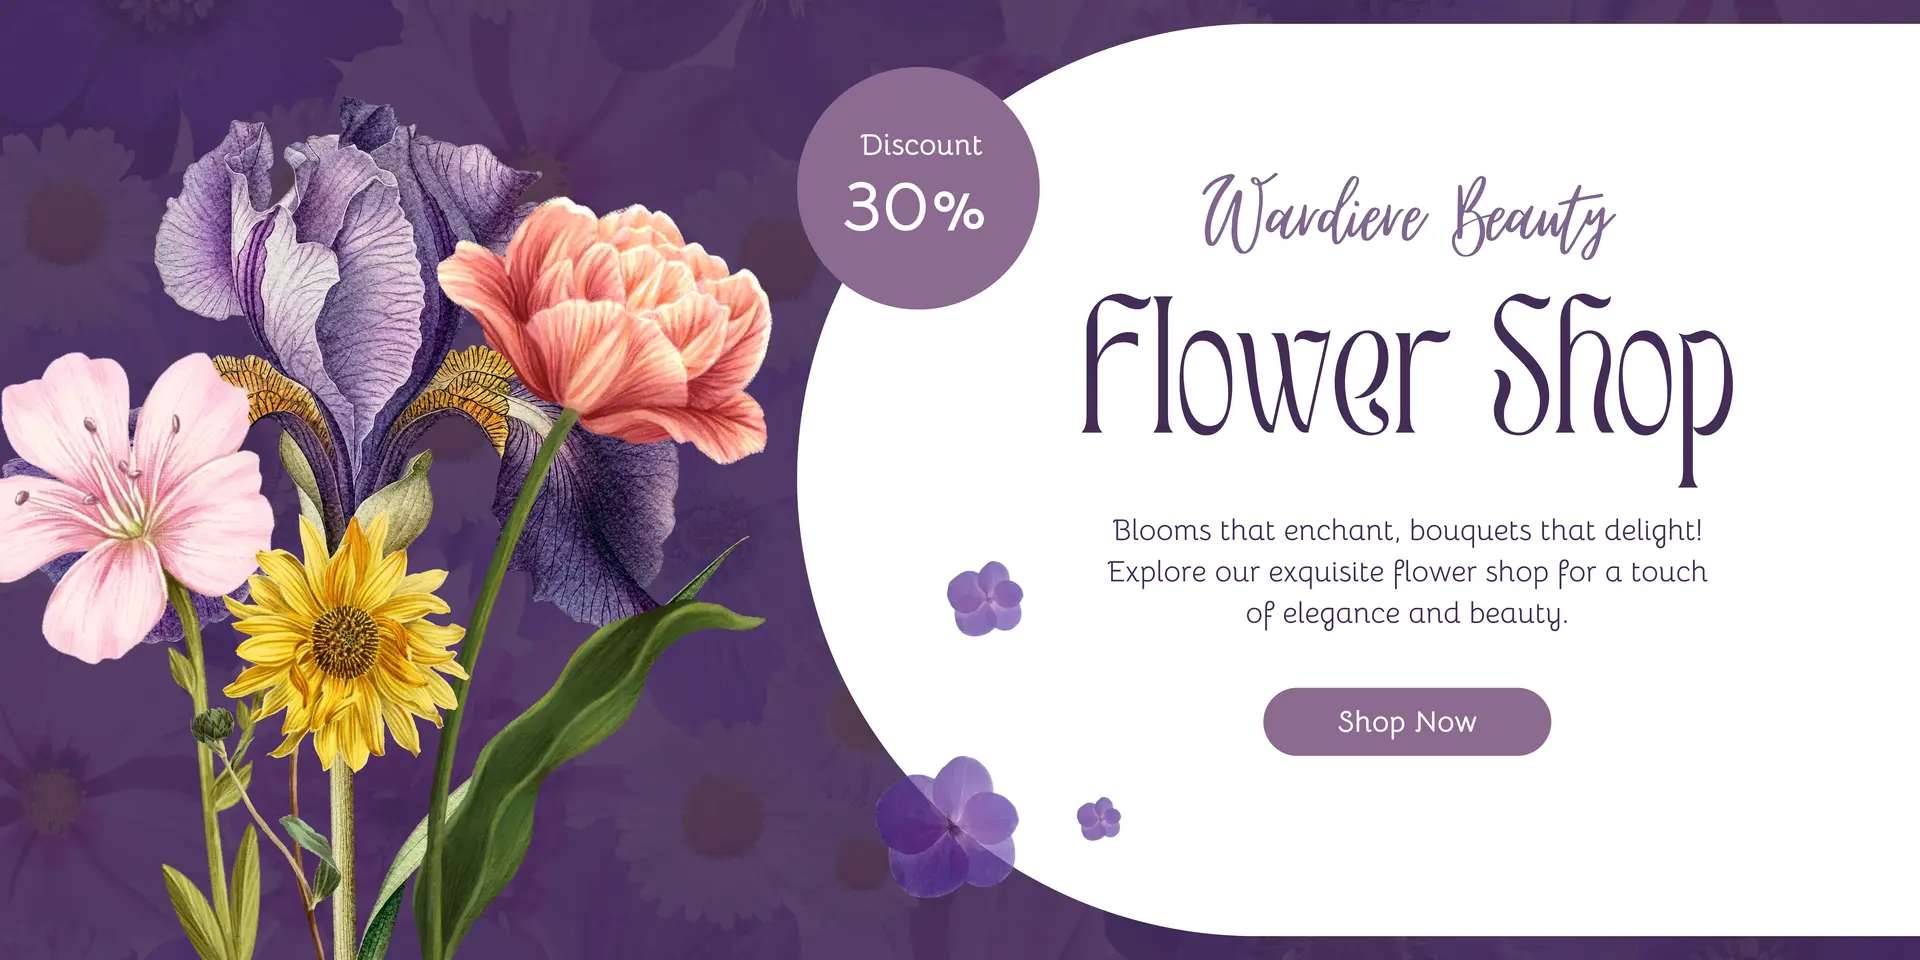 Discount
30%
Wardiere Beauty
Flower Shop
Blooms that enchant, bouquets that delight!
Explore our exquisite flower shop for a touch
of elegance and beauty.
Shop Now